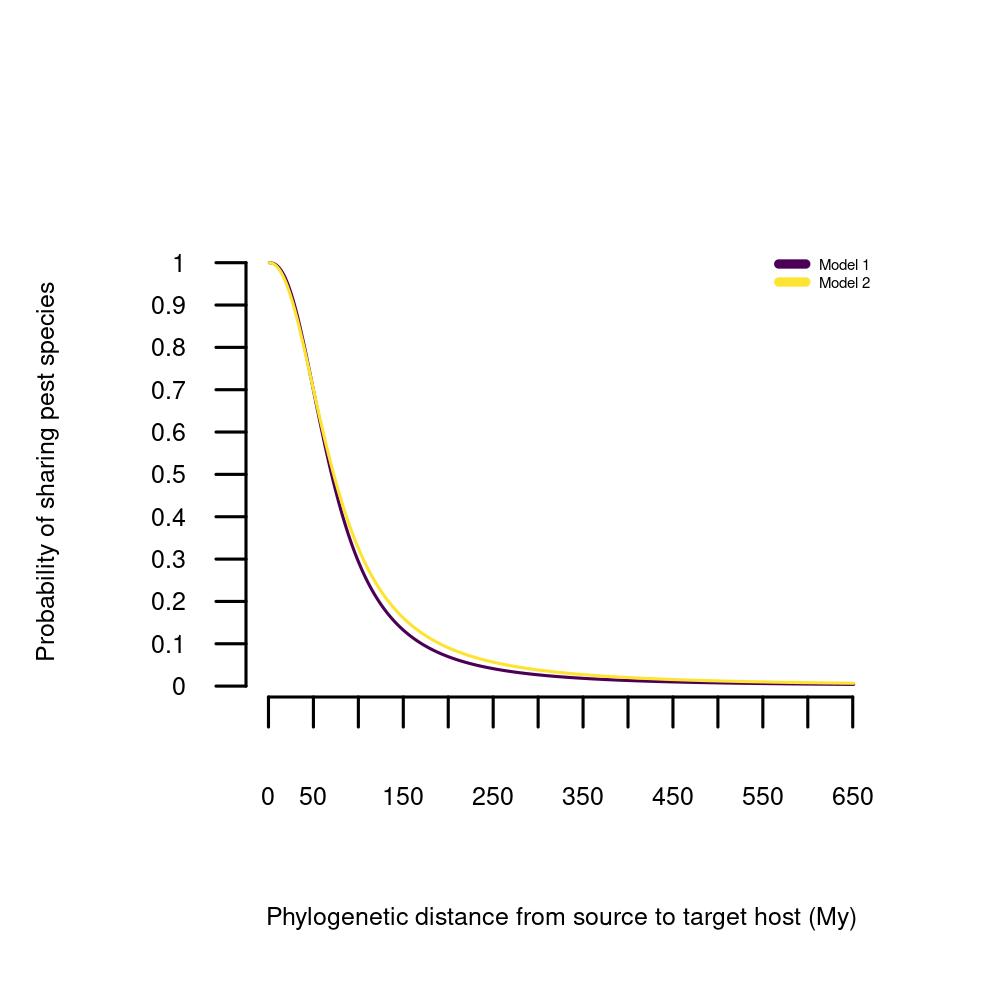 Probability of sharing pest species
1
0.9
0.8
0.7
0.6
0.5
0.4
0.3
0.2
0.1
0
Model 1
Model 2
0 50 150 250 350 450 550 650
Phylogenetic distance from source to target host (My)